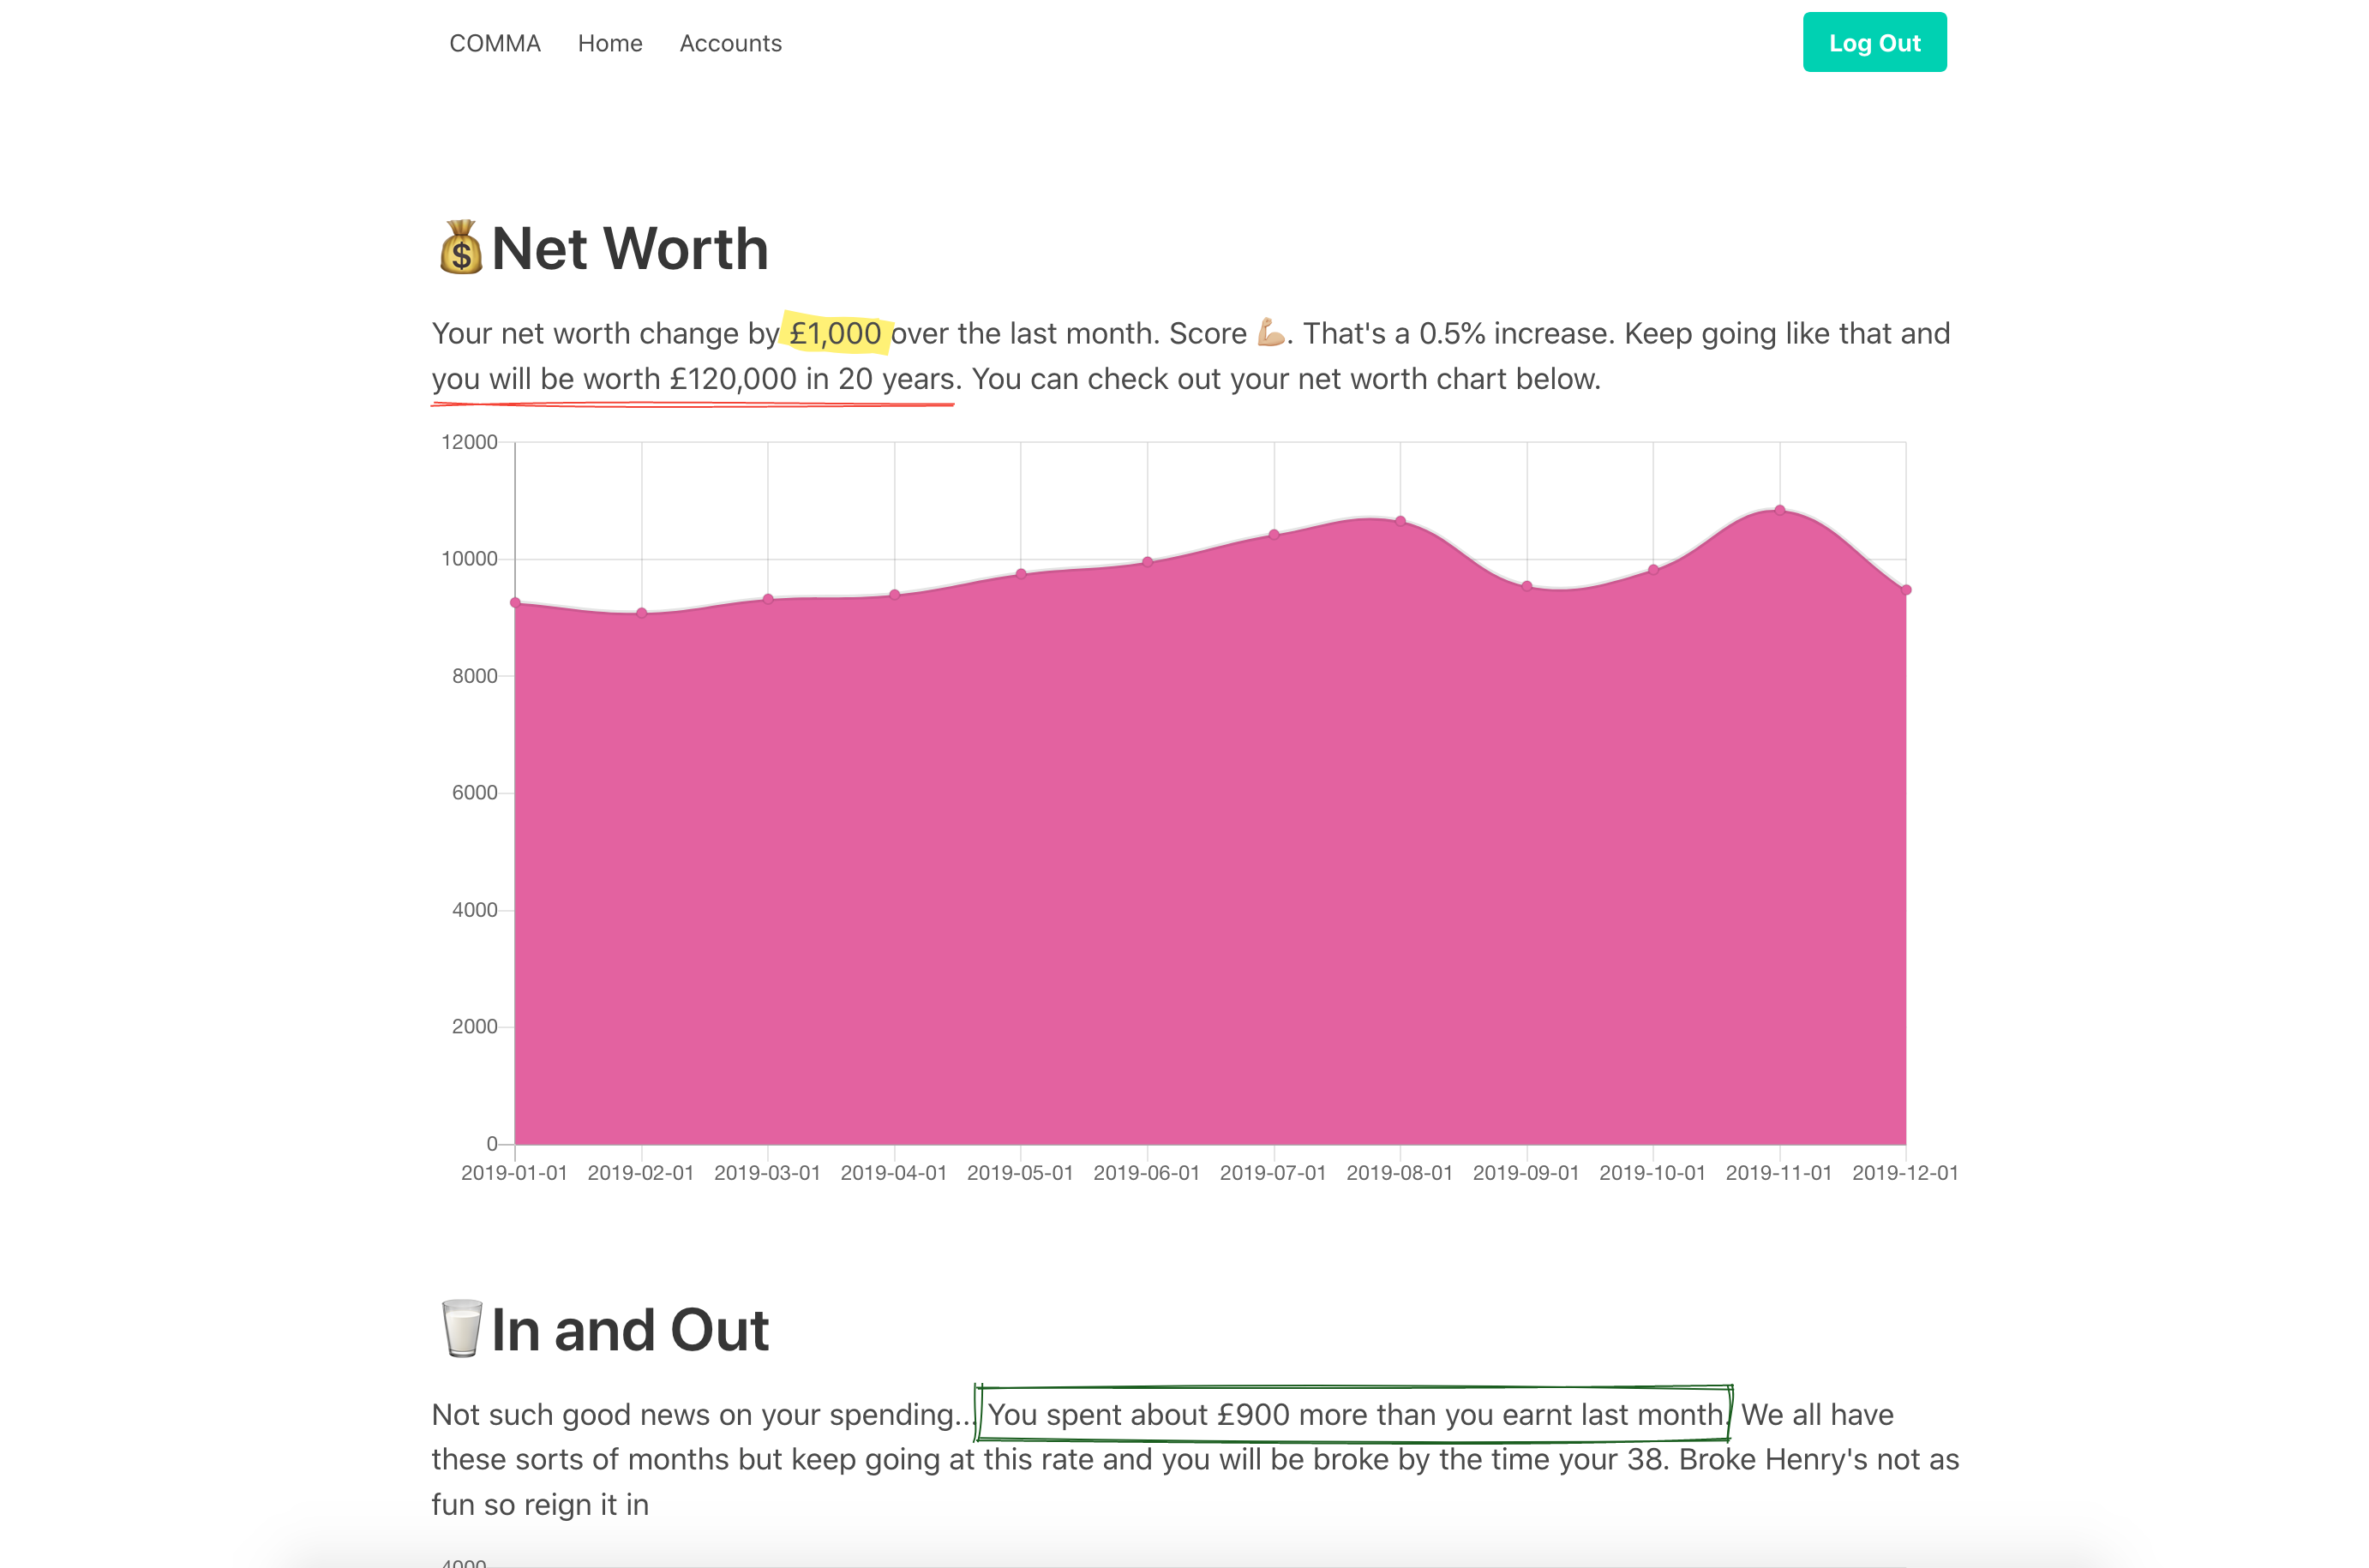 COMMA Home Accounts Log Out
💰Net Worth
Your net worth change by £1,000 over the last month. Score 💪🏼. That's a 0.5% increase. Keep going like that and
you will be worth £120,000 in 20 years. You can check out your net worth chart below.
12000
10000
8000
6000
4000
2000
0
2019-01-01 2019-02-01 2019-03-01 2019-04-01 2019-05-01 2019-06-01 2019-07-01 2019-08-01 2019-09-01 2019-10-01 2019-11-01 2019-12-01
🥛In and Out
Not such good news on your spending... You spent about £900 more than you earnt last month. We all have
these sorts of months but keep going at this rate and you will be broke by the time your 38. Broke Henry's not as
fun so reign it in
4000